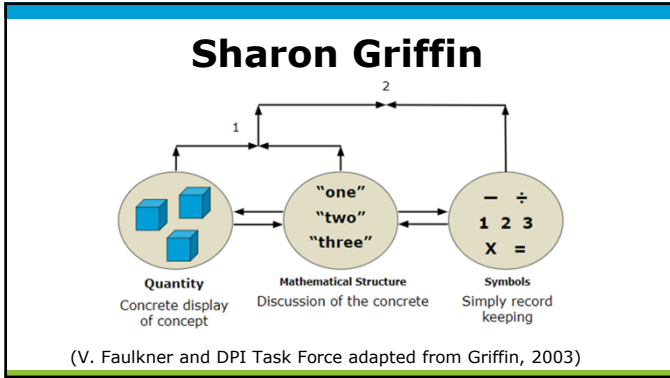 Sharon Griffin
2
1
“one”
“two”
“three”
− ÷
1 2 3
X =
Quantity
Concrete display
of concept
Mathematical Structure
Discussion of the concrete
Symbols
Simply record
keeping
(V. Faulkner and DPI Task Force adapted from Griffin, 2003)